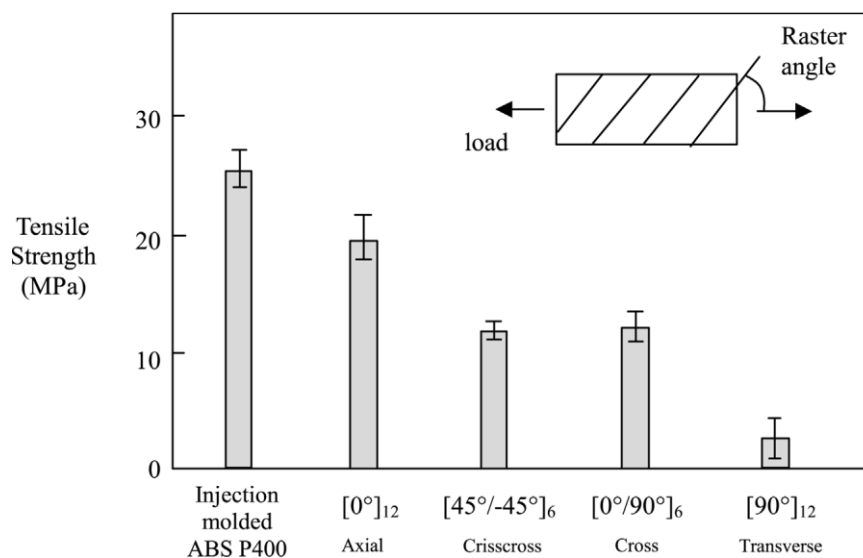 Raster
angle
load
30
20
10
0
Tensile
Strength
(MPa)
Injection
molded
ABS P400
[0°]₁₂
Axial
[45°/-45°]₆
Crisscross
[0°/90°]₆
Cross
[90°]₁₂
Transverse